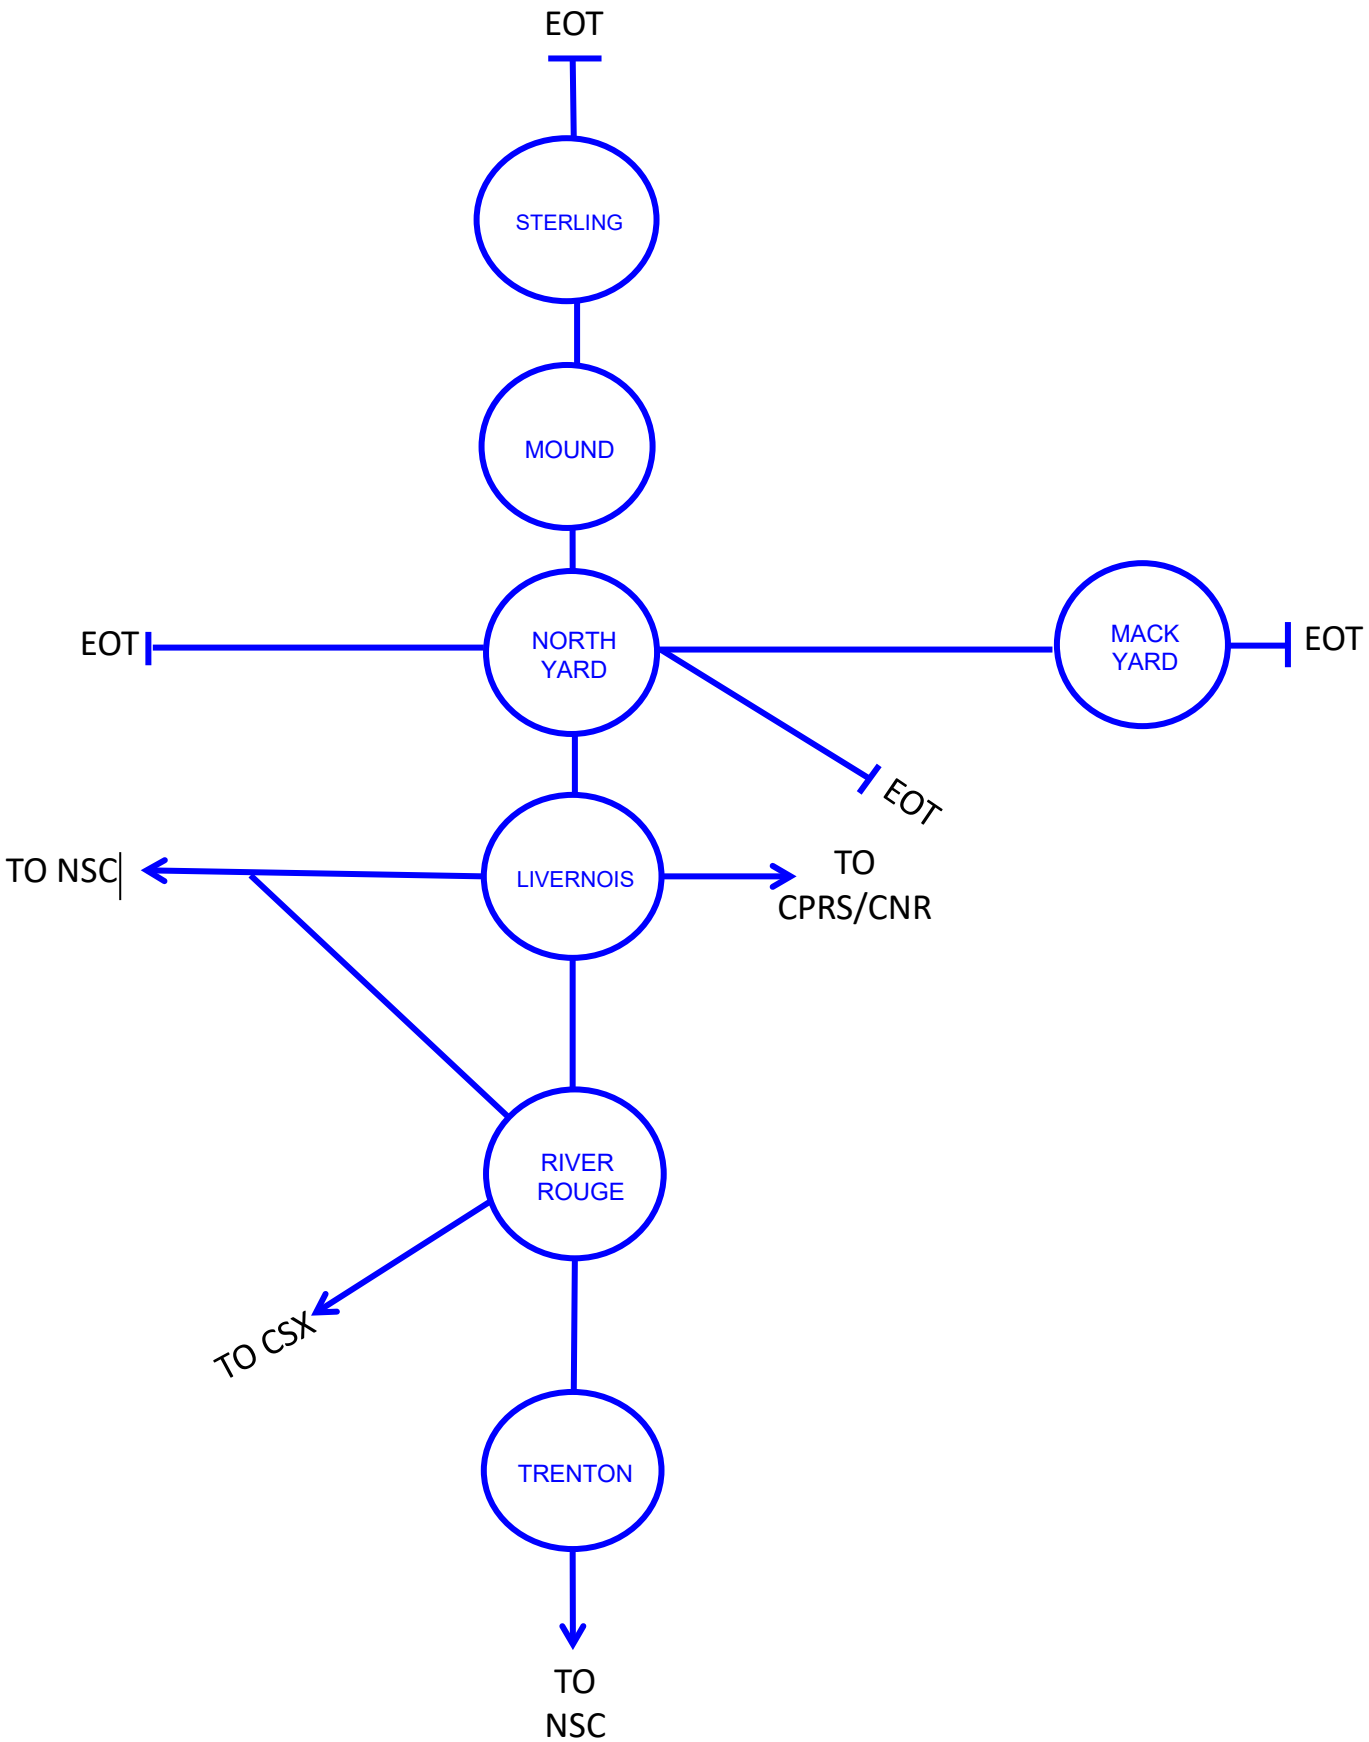 EOT
STERLING
MOUND
EOT
NORTH
YARD
MACK
YARD
EOT
EOT
TO NSC
LIVERNOIS
TO
CPRS/CNR
RIVER
ROUGE
TO CSX
TRENTON
TO
NSC